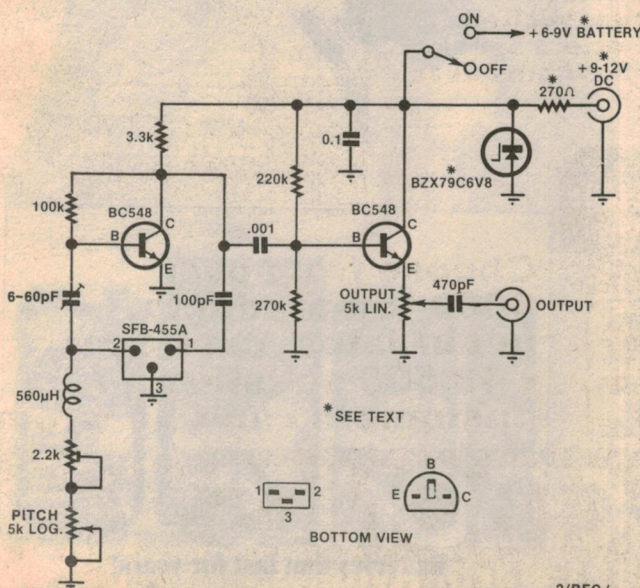 ON
+6-9V BATTERY
*
OFF
*
+9-12V
DC
*
270Ω
3.3k
0.1
*
BZX79C6V8
220k
100k
BC548
B
C
E
.001
BC548
B
C
E
6-60pF
100pF
270k
OUTPUT
5k LIN.
470pF
OUTPUT
SFB-455A
2
1
3
560µH
*SEE TEXT
2.2k
PITCH
5k LOG.
1
2
3
B
E
C
BOTTOM VIEW